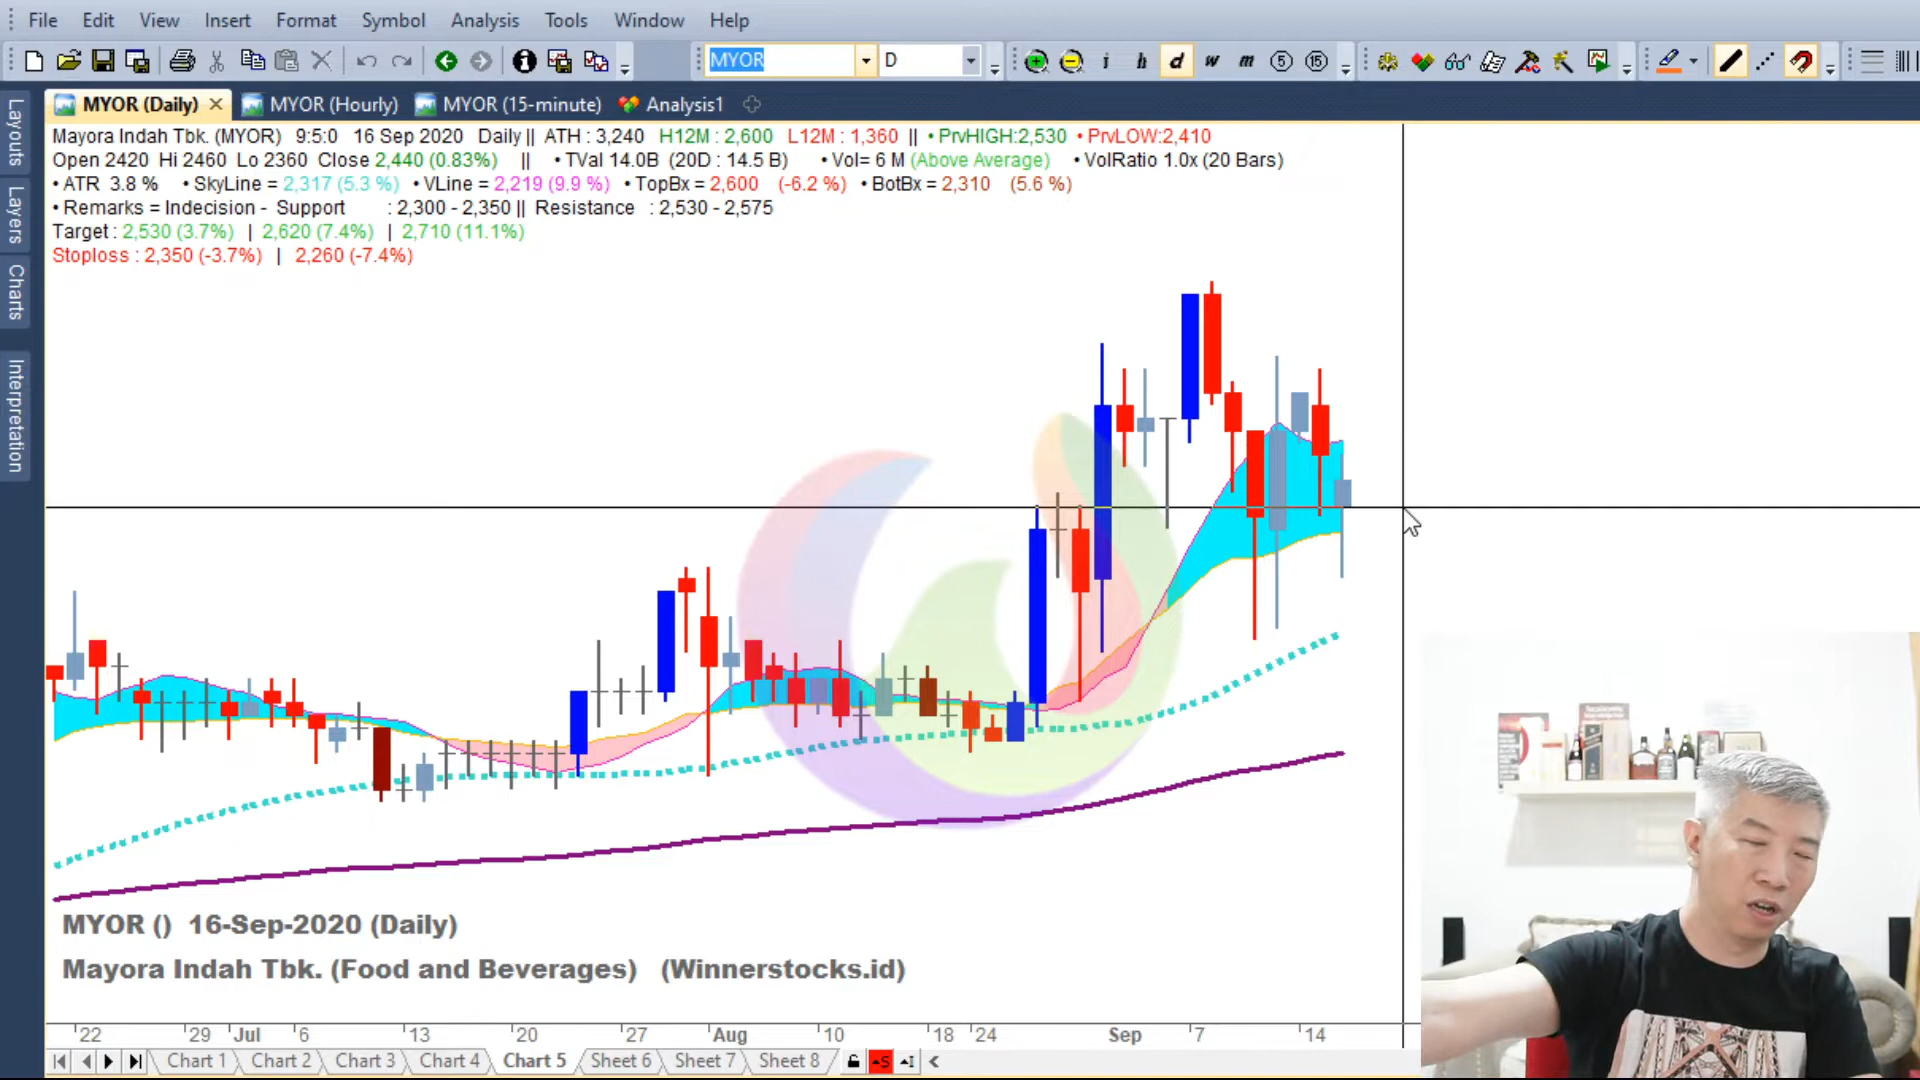 File Edit View Insert Format Symbol Analysis Tools Window Help
MYOR D i h d w m 5 15
MYOR (Daily) MYOR (Hourly) MYOR (15-minute) Analysis1
Layouts
Layers
Charts
Interpretation
Mayora Indah Tbk. (MYOR) 9:5:0 16 Sep 2020 Daily || ATH : 3,240 H12M : 2,600 L12M : 1,360 || • PrvHIGH:2,530 • PrvLOW:2,410
Open 2420 Hi 2460 Lo 2360 Close 2,440 (0.83%) || • TVal 14.0B (20D : 14.5 B) • Vol= 6 M (Above Average) • VolRatio 1.0x (20 Bars)
• ATR 3.8 % • SkyLine = 2,317 (5.3 %) • VLine = 2,219 (9.9 %) • TopBx = 2,600 (-6.2 %) • BotBx = 2,310 (5.6 %)
• Remarks = Indecision - Support : 2,300 - 2,350 || Resistance : 2,530 - 2,575
Target : 2,530 (3.7%) | 2,620 (7.4%) | 2,710 (11.1%)
Stoploss : 2,350 (-3.7%) | 2,260 (-7.4%)
MYOR () 16-Sep-2020 (Daily)
Mayora Indah Tbk. (Food and Beverages) (Winnerstocks.id)
22 29 Jul 6 13 20 27 Aug 10 18 24 Sep 7 14
Chart 1 Chart 2 Chart 3 Chart 4 Chart 5 Sheet 6 Sheet 7 Sheet 8 S